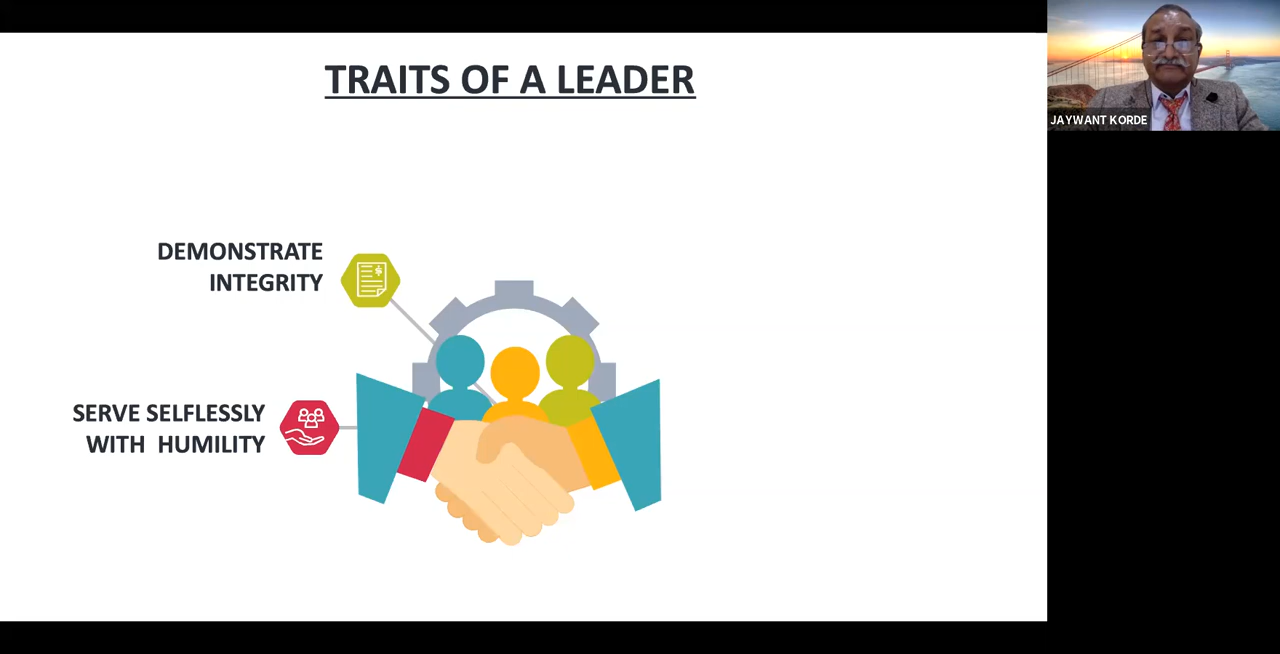 TRAITS OF A LEADER
JAYWANT KORDE
DEMONSTRATE
INTEGRITY
SERVE SELFLESSLY
WITH HUMILITY